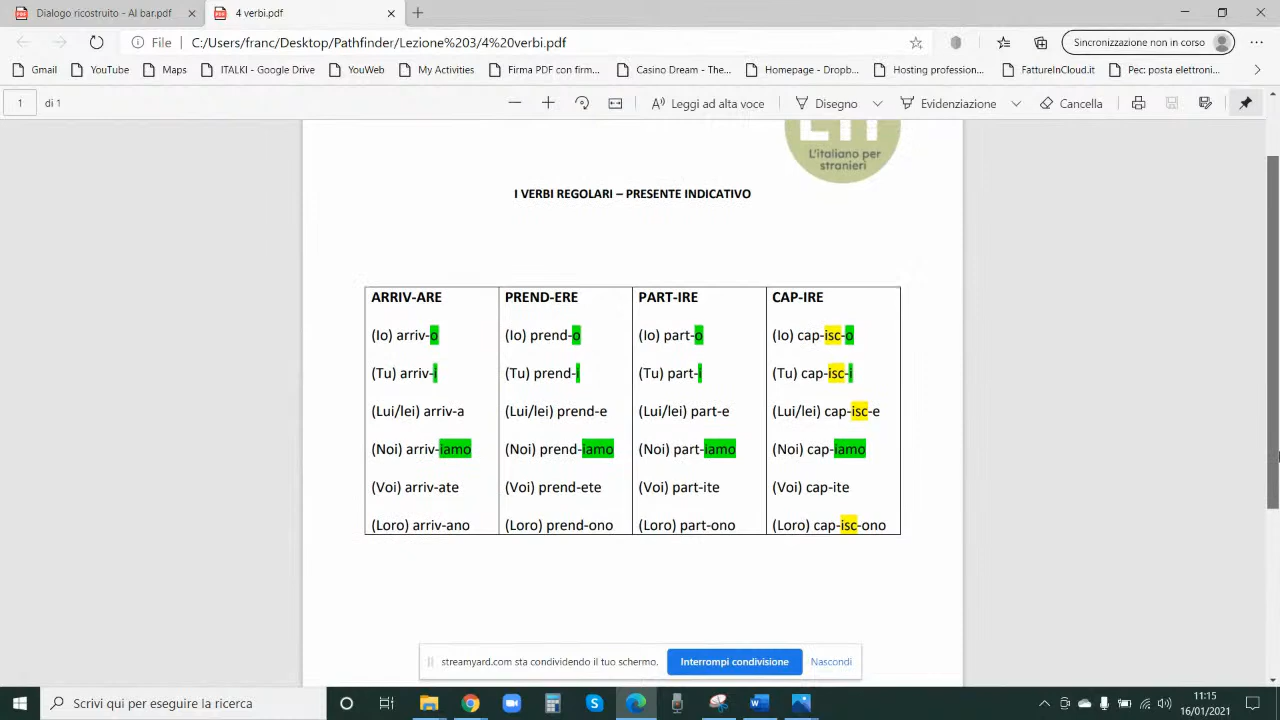 Dialogo ricostruito - Al bar.pdf
4 verbi.pdf
File
C:/Users/franc/Desktop/Pathfinder/Lezione%203/4%20verbi.pdf
Sincronizzazione non in corso
Gmail
YouTube
Maps
ITALKI - Google Drive
YouWeb
My Activities
Firma PDF con firm...
Casino Dream - The...
Homepage - Dropb...
Hosting profession...
FattureInCloud.it
Pec: posta elettroni...
1 di 1
Leggi ad alta voce
Disegno
Evidenziazione
Cancella
L'italiano per
stranieri
I VERBI REGOLARI – PRESENTE INDICATIVO
ARRIV-ARE PREND-ERE PART-IRE CAP-IRE
(Io) arriv-o (Io) prend-o (Io) part-o (Io) cap-isc-o
(Tu) arriv-i (Tu) prend-i (Tu) part-i (Tu) cap-isc-i
(Lui/lei) arriv-a (Lui/lei) prend-e (Lui/lei) part-e (Lui/lei) cap-isc-e
(Noi) arriv-iamo (Noi) prend-iamo (Noi) part-iamo (Noi) cap-iamo
(Voi) arriv-ate (Voi) prend-ete (Voi) part-ite (Voi) cap-ite
(Loro) arriv-ano (Loro) prend-ono (Loro) part-ono (Loro) cap-isc-ono
streamyard.com sta condividendo il tuo schermo.
Interrompi condivisione
Nascondi
Scrivi qui per eseguire la ricerca
11:15
16/01/2021